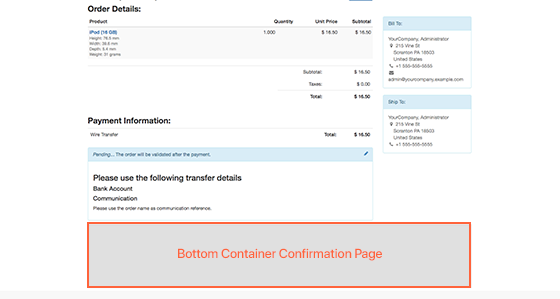 Order Details:
Product Quantity Unit Price Subtotal
iPod (16 GB) 1.000 $ 16.50 $ 16.50
Height: 76.5 mm
Width: 39.6 mm
Depth: 5.4 mm
Weight: 31 grams
Subtotal: $ 16.50
Taxes: $ 0.00
Total: $ 16.50
Payment Information:
Wire Transfer Total: $ 16.50
Pending... The order will be validated after the payment.
Please use the following transfer details
Bank Account
Communication
Please use the order name as communication reference.
Bill To:
YourCompany, Administrator
215 Vine St
Scranton PA 18503
United States
+1 555-555-5555
admin@yourcompany.example.com
Ship To:
YourCompany, Administrator
215 Vine St
Scranton PA 18503
United States
+1 555-555-5555
Bottom Container Confirmation Page